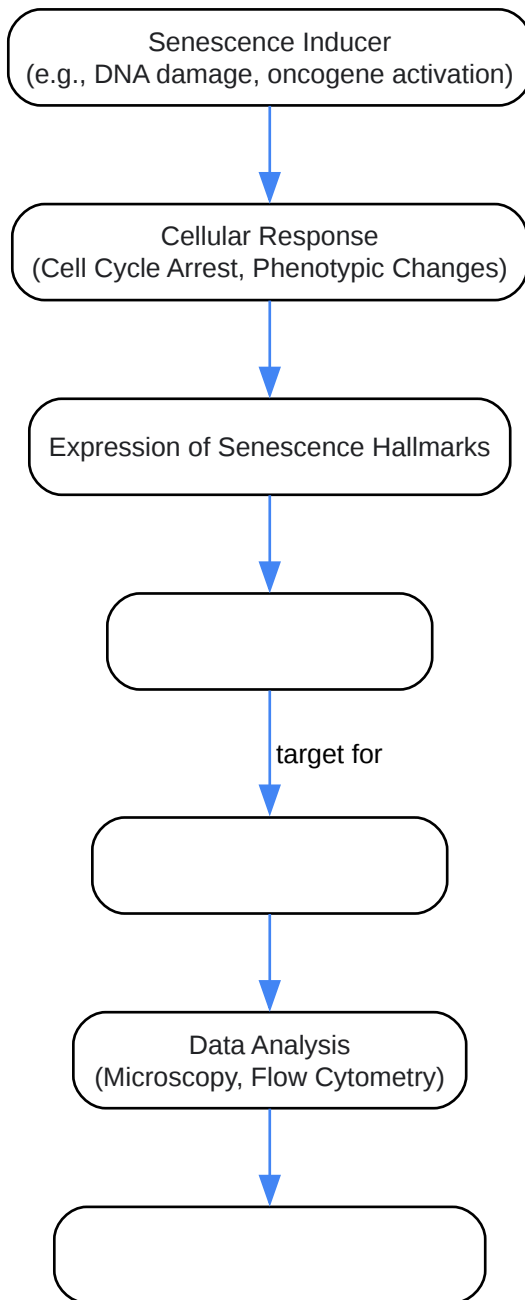 Senescence Inducer
(e.g., DNA damage, oncogene activation)
Cellular Response
(Cell Cycle Arrest, Phenotypic Changes)
Expression of Senescence Hallmarks
target for
Data Analysis
(Microscopy, Flow Cytometry)